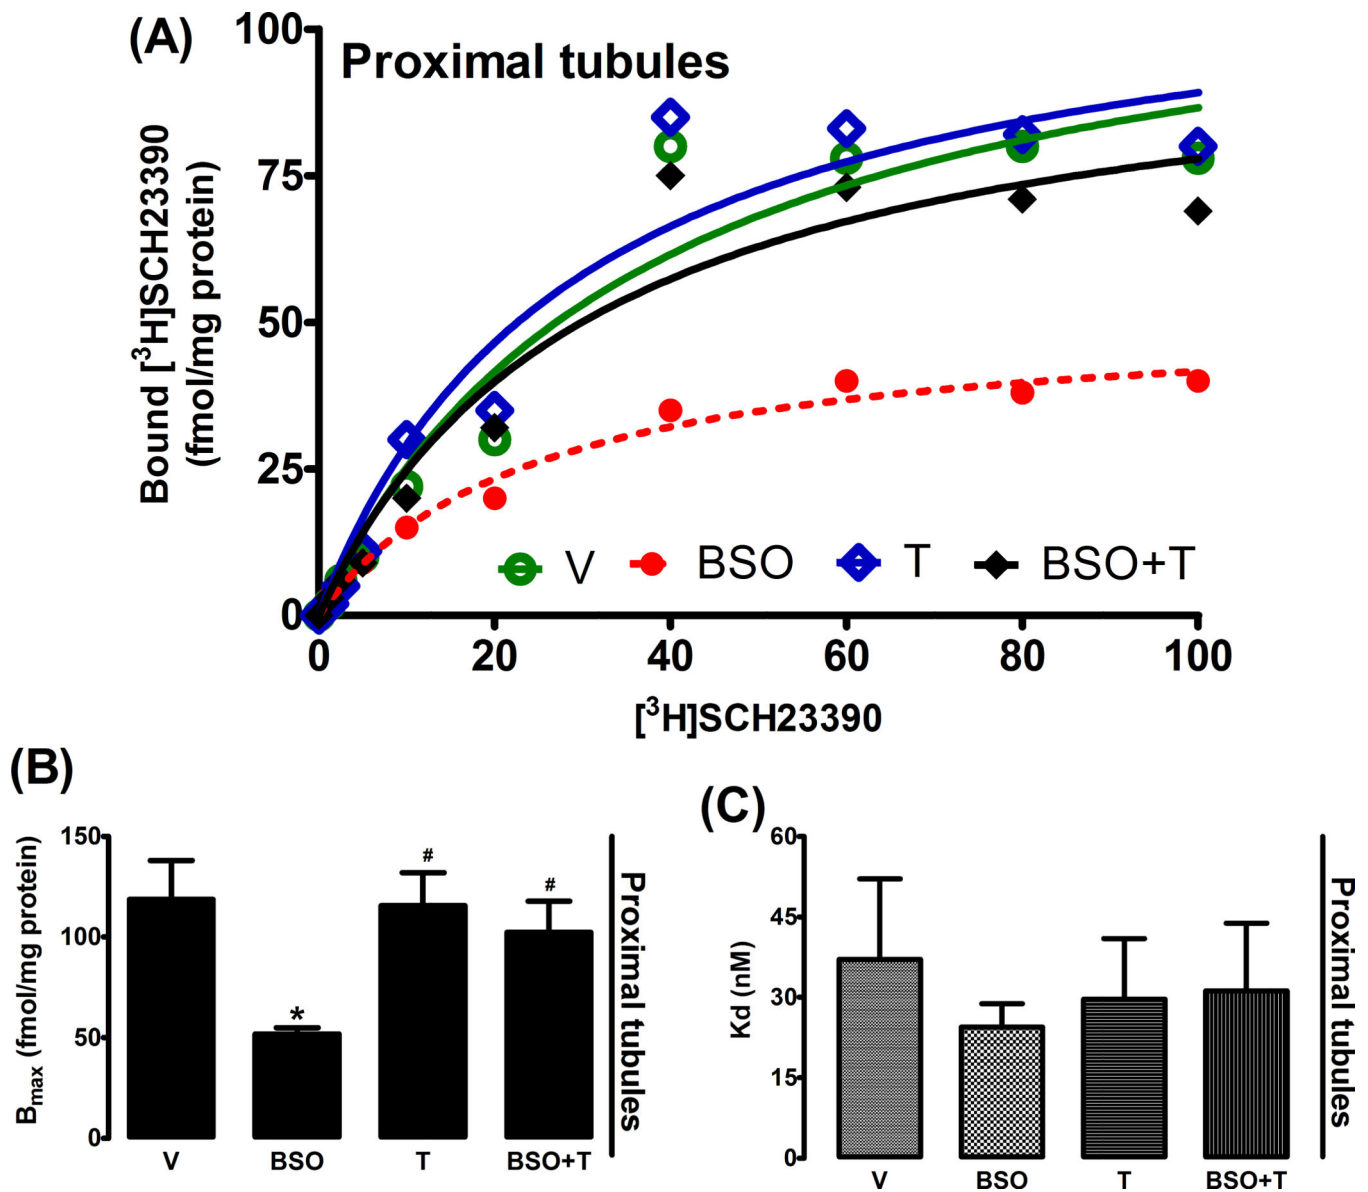 (A)
Proximal tubules
Bound [³H]SCH23390
(fmol/mg protein)
100
75
50
25
0
V
BSO
T
BSO+T
0
20
40
60
80
100
[³H]SCH23390
(B)
Bmax (fmol/mg protein)
150
100
50
0
*
#
#
V
BSO
T
BSO+T
Proximal tubules
(C)
Kd (nM)
60
45
30
15
0
V
BSO
T
BSO+T
Proximal tubules